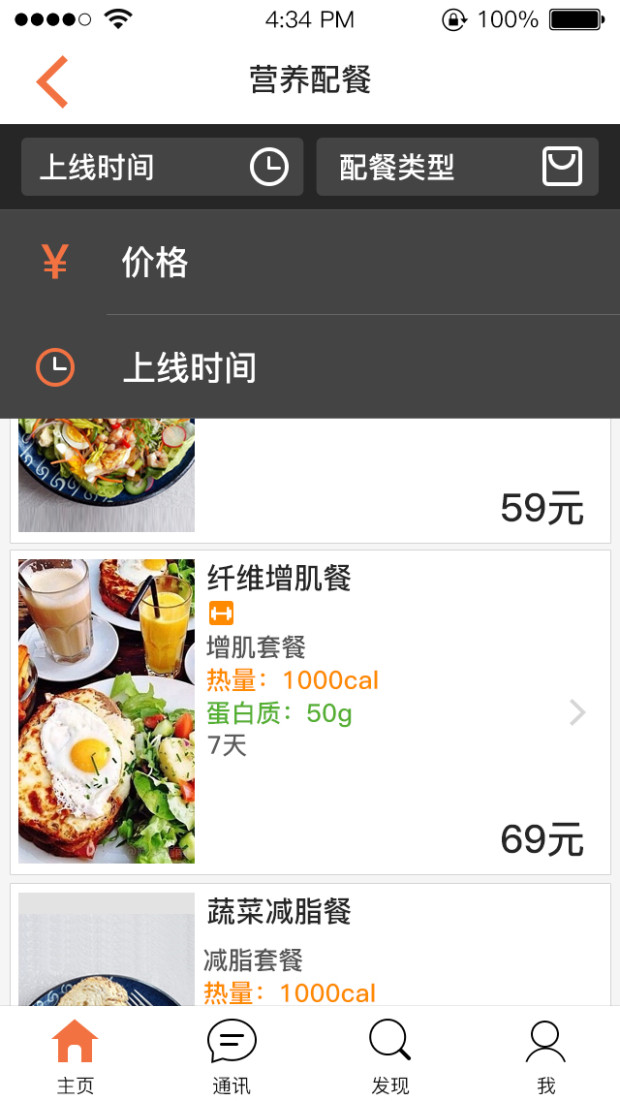 4:34 PM 100%
营养配餐
上线时间 配餐类型
¥ 价格
上线时间
59元
纤维增肌餐
增肌套餐
热量：1000cal
蛋白质：50g
7天
69元
蔬菜减脂餐
减脂套餐
热量：1000cal
主页 通讯 发现 我